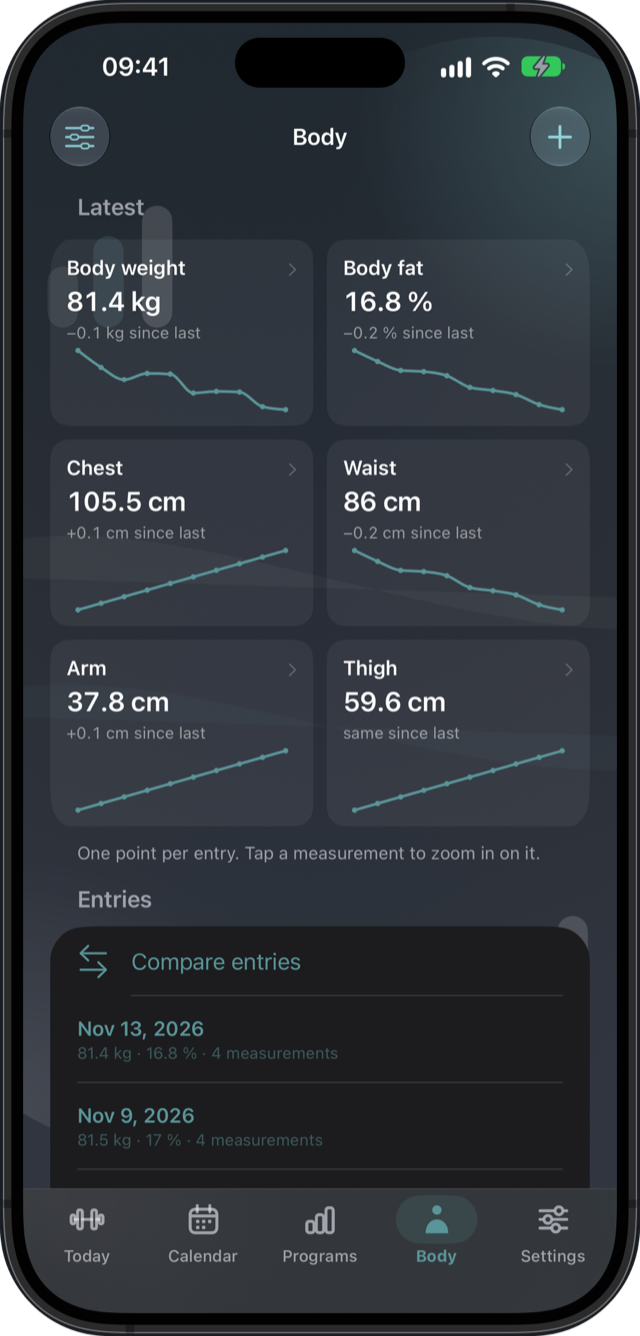 09:41
Body
Latest
Body weight
81.4 kg
−0.1 kg since last
Body fat
16.8 %
−0.2 % since last
Chest
105.5 cm
+0.1 cm since last
Waist
86 cm
−0.2 cm since last
Arm
37.8 cm
+0.1 cm since last
Thigh
59.6 cm
same since last
One point per entry. Tap a measurement to zoom in on it.
Entries
Compare entries
Nov 13, 2026
81.4 kg · 16.8 % · 4 measurements
Nov 9, 2026
81.5 kg · 17 % · 4 measurements
Today
Calendar
Programs
Body
Settings